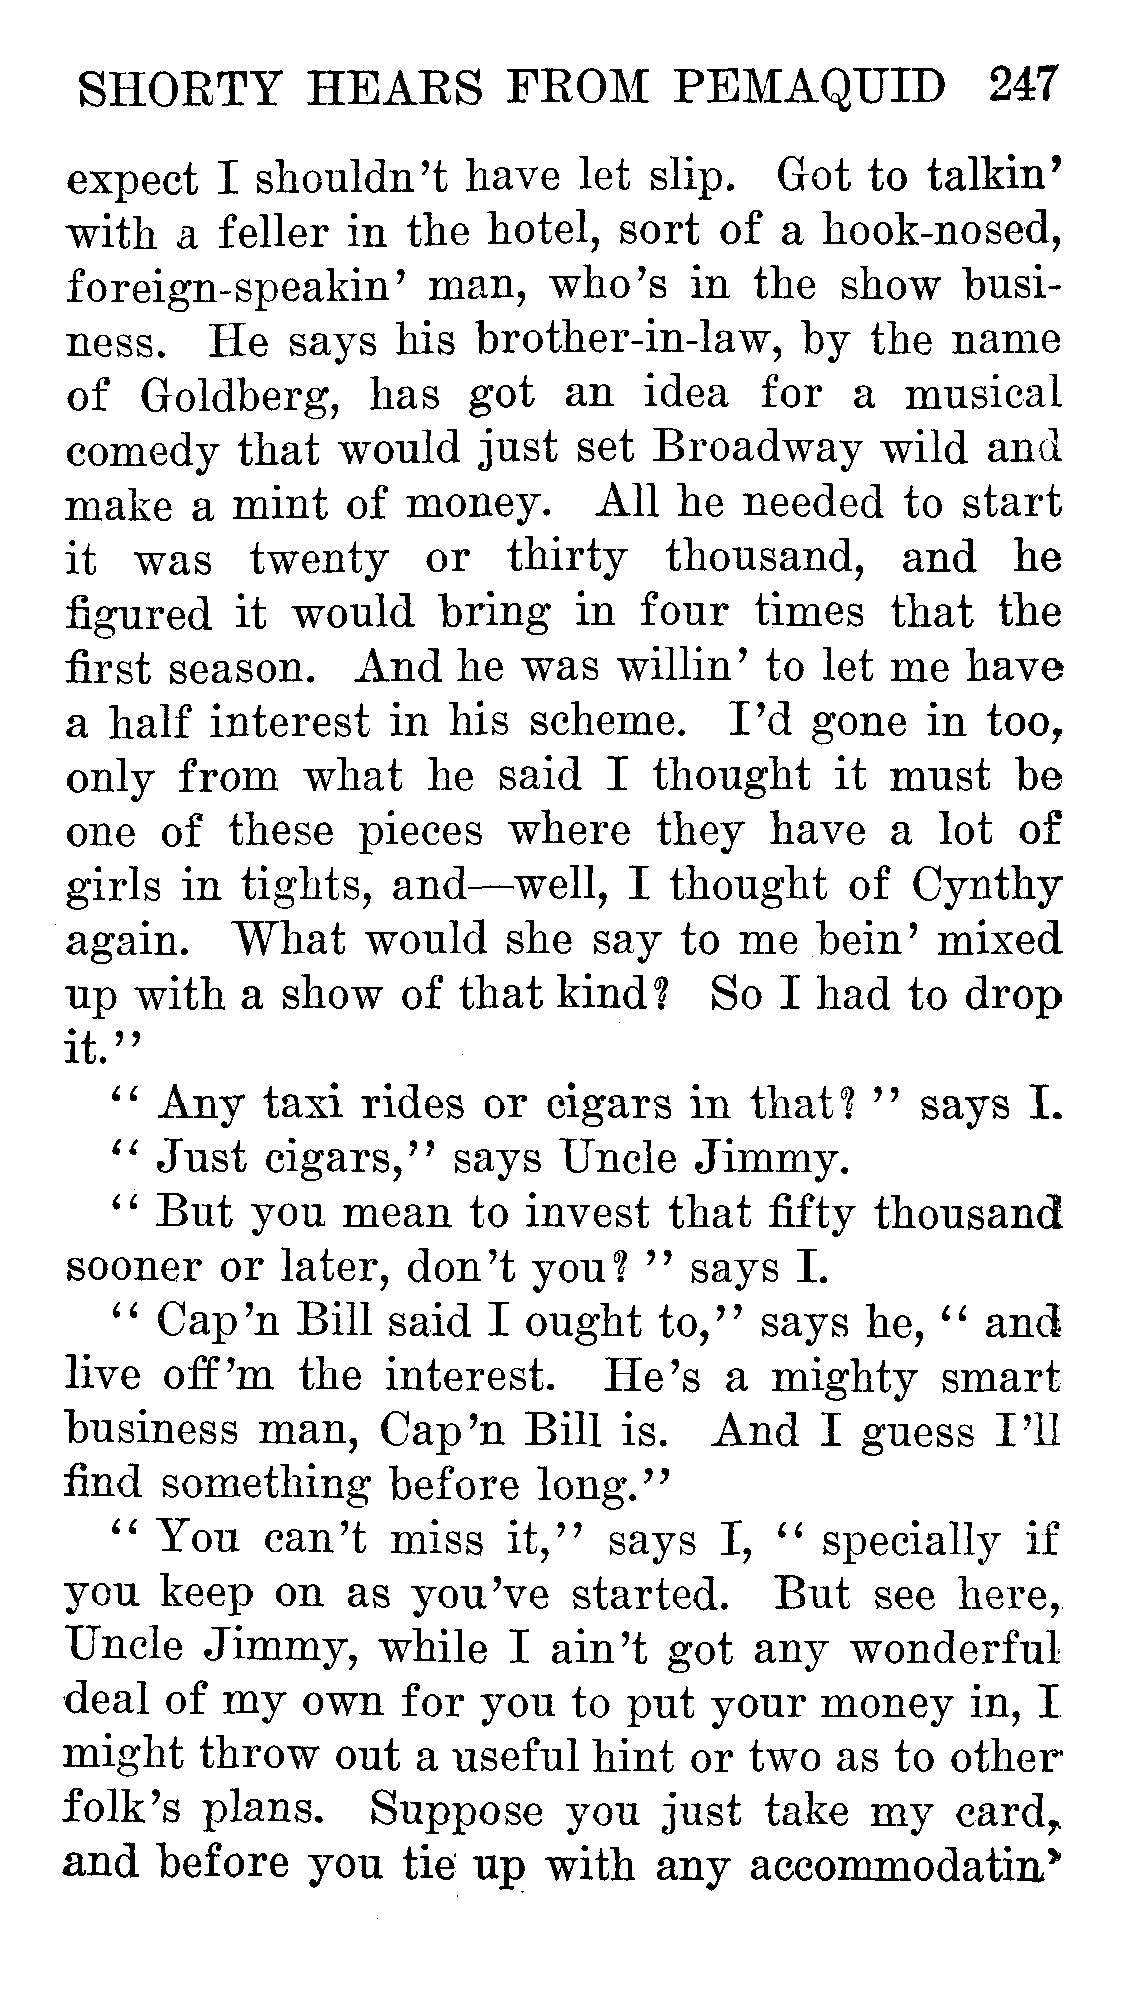 SHORTY HEARS FROM PEMAQUID 247
expect I shouldn't have let slip. Got to talkin'
with a feller in the hotel, sort of a hook-nosed,
foreign-speakin' man, who's in the show busi-
ness. He says his brother-in-law, by the name
of Goldberg, has got an idea for a musical
comedy that would just set Broadway wild and
make a mint of money. All he needed to start
it was twenty or thirty thousand, and he
figured it would bring in four times that the
first season. And he was willin' to let me have
a half interest in his scheme. I'd gone in too,
only from what he said I thought it must be
one of these pieces where they have a lot of
girls in tights, and—well, I thought of Cynthy
again. What would she say to me bein' mixed
up with a show of that kind? So I had to drop
it."
" Any taxi rides or cigars in that? " says I.
" Just cigars," says Uncle Jimmy.
" But you mean to invest that fifty thousand
sooner or later, don't you? " says I.
" Cap'n Bill said I ought to," says he, " and
live off'm the interest. He's a mighty smart
business man, Cap'n Bill is. And I guess I'll
find something before long."
" You can't miss it," says I, " specially if
you keep on as you've started. But see here,
Uncle Jimmy, while I ain't got any wonderful
deal of my own for you to put your money in, I
might throw out a useful hint or two as to other
folk's plans. Suppose you just take my card,
and before you tie up with any accommodatin'